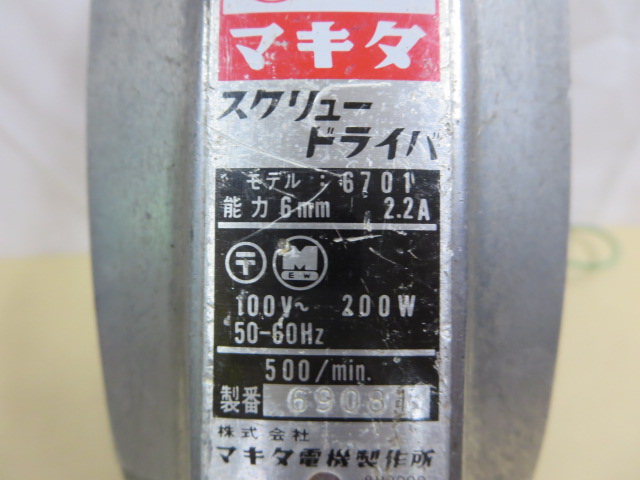 マキタ
スクリュー
ドライバ
モデル : 6701
能力 6mm 2.2A
〒 M E W
100V~ 200W
50-60Hz
500/min.
製番
株式会社
マキタ電機製作所